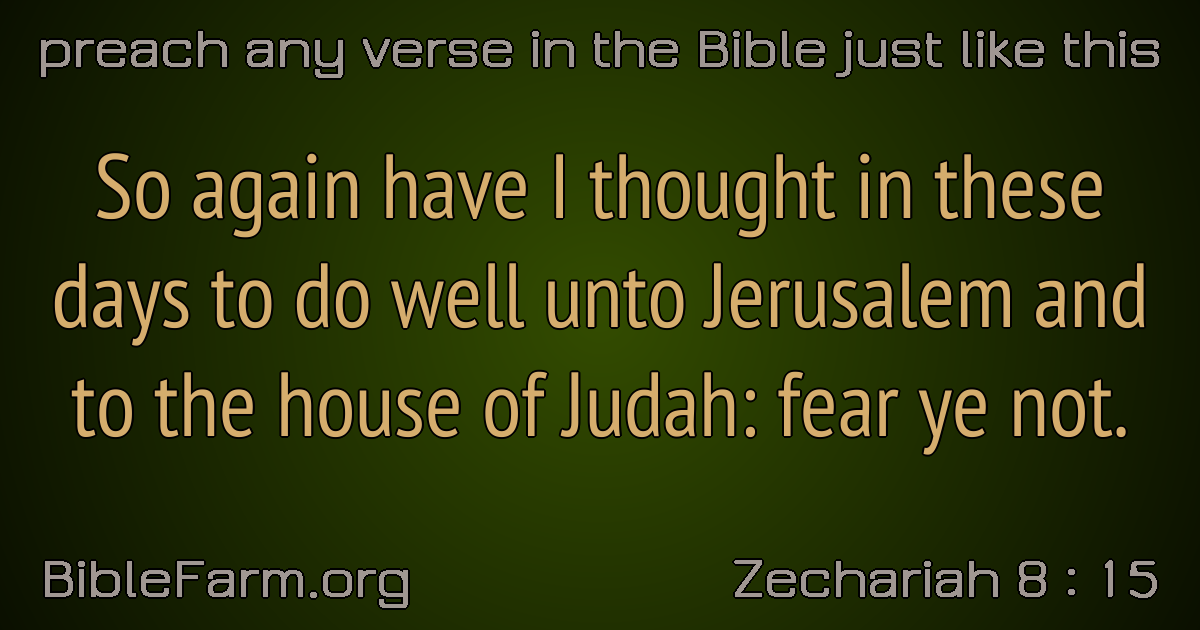 preach any verse in the Bible just like this
So again have I thought in these
days to do well unto Jerusalem and
to the house of Judah: fear ye not.
BibleFarm.org
Zechariah 8 : 15